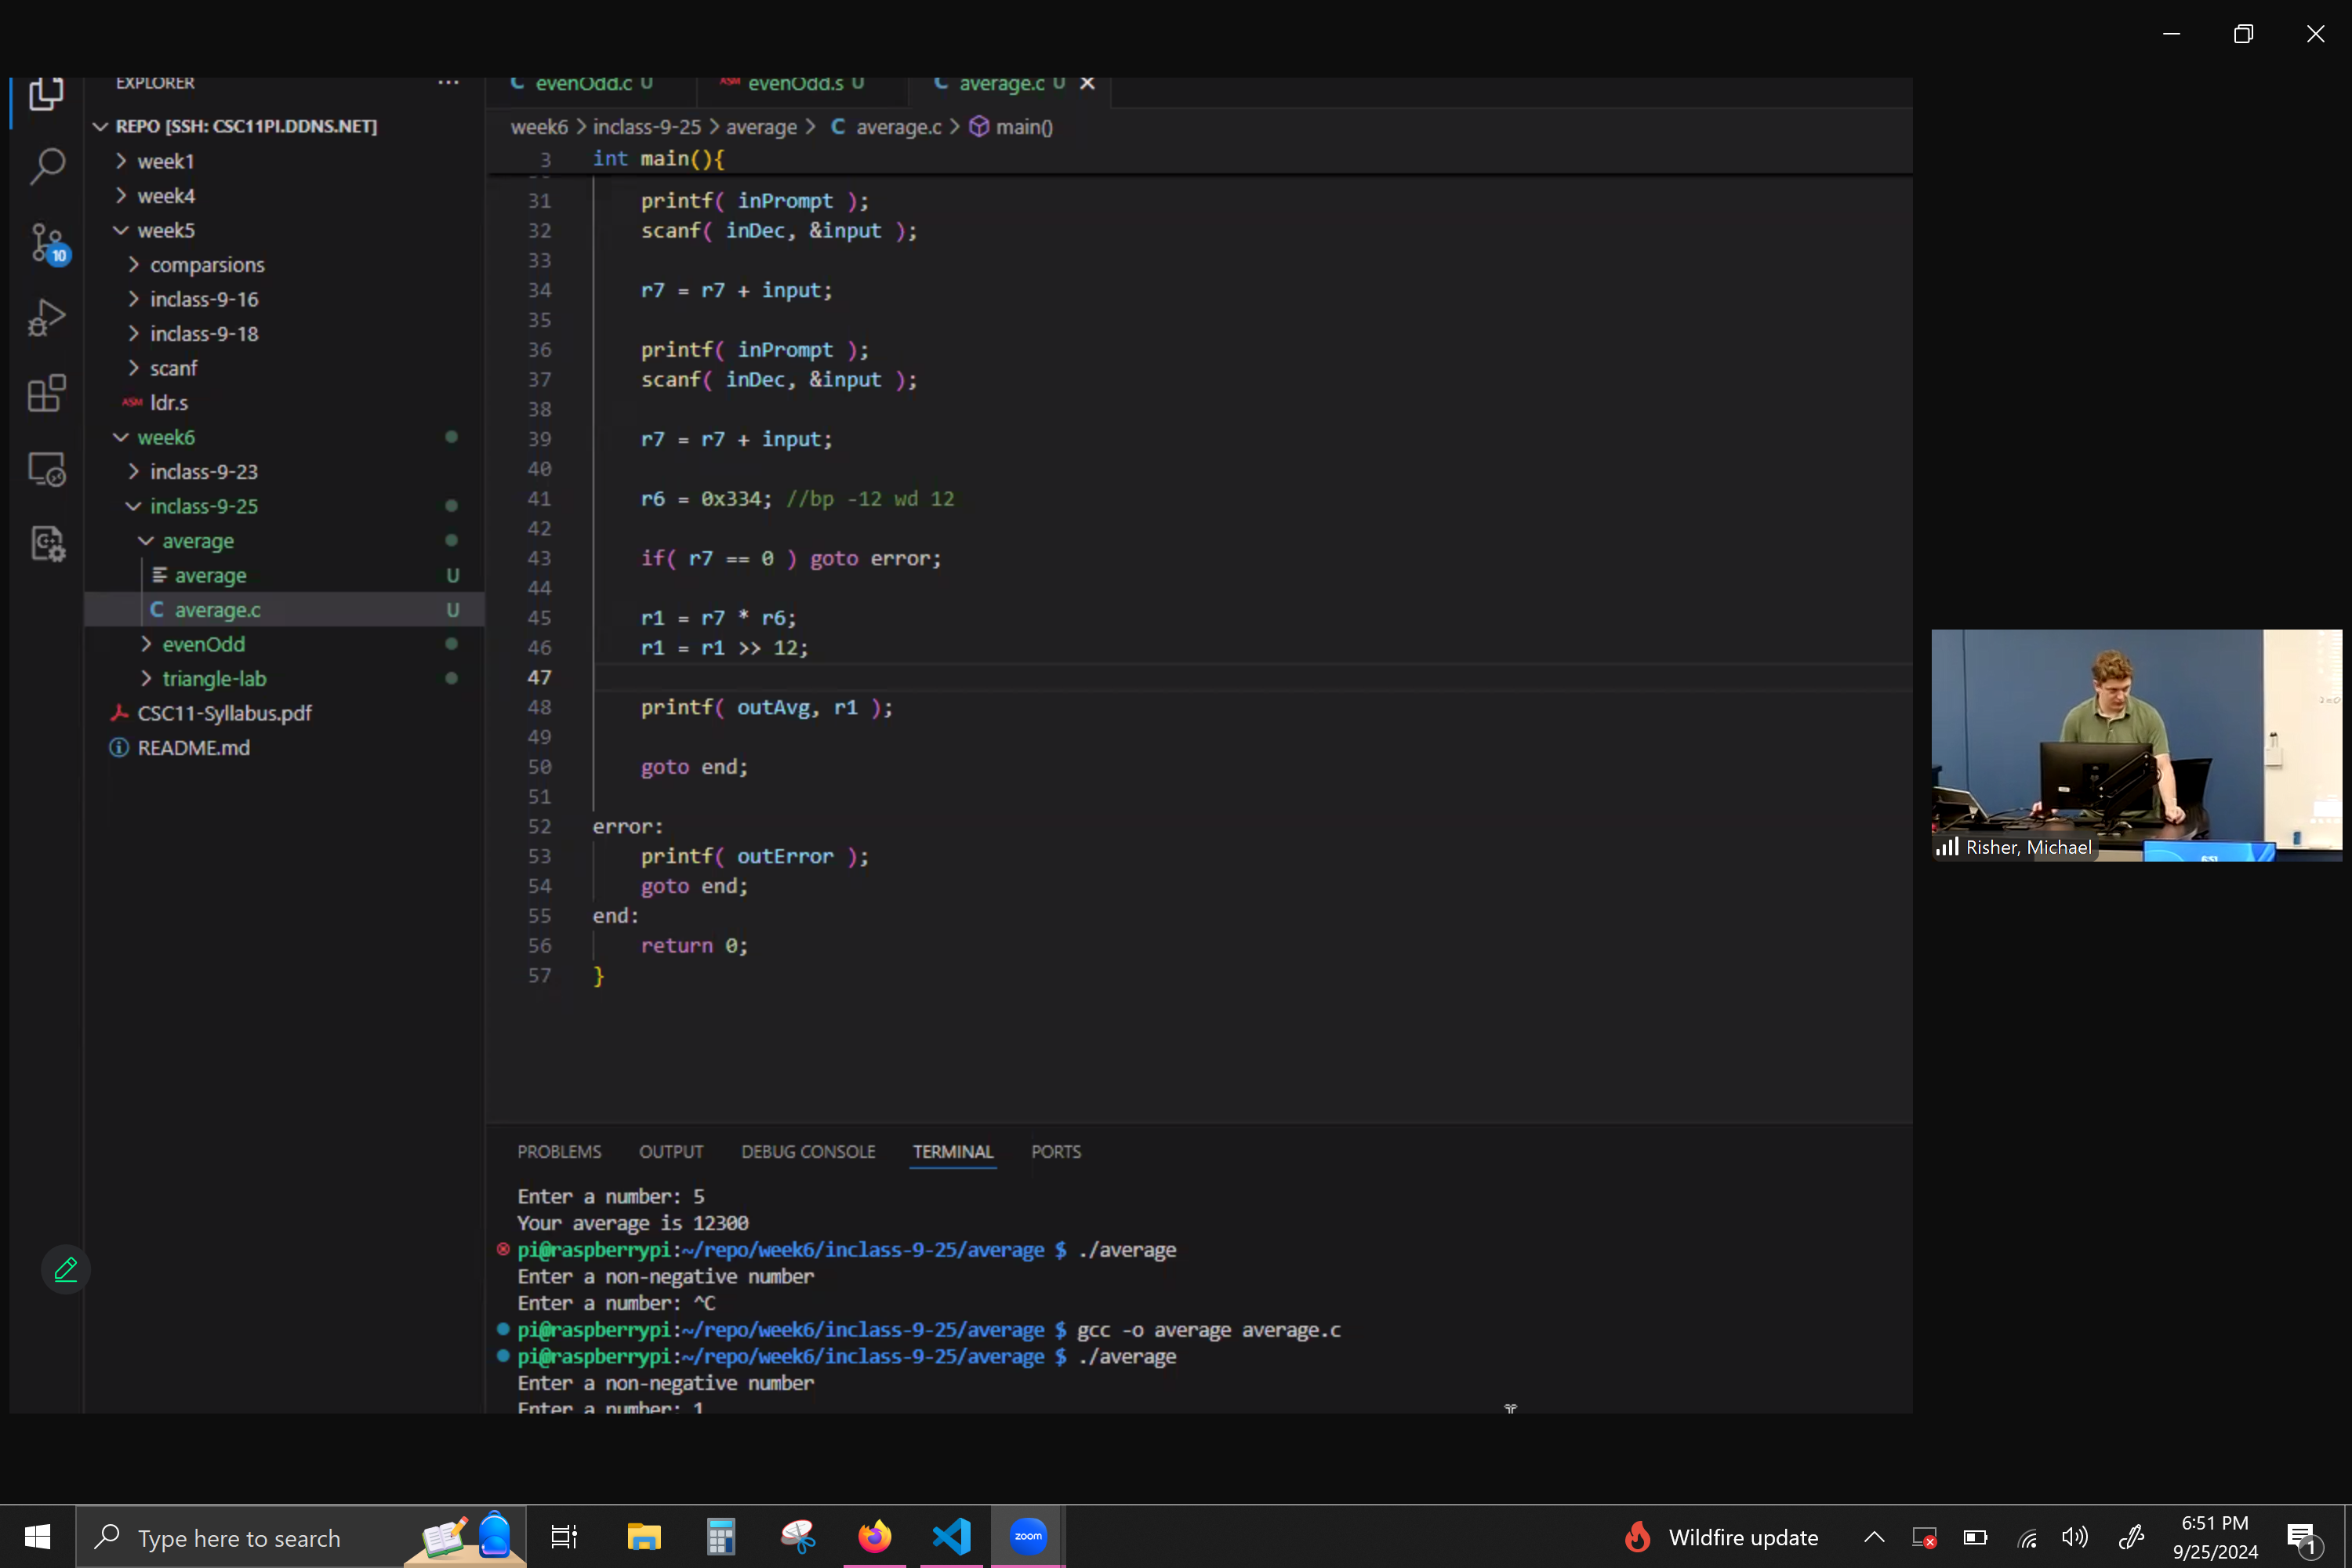 EXPLORER ...
evenOdd.c U
ASM evenOdd.s U
C average.c U
REPO [SSH: CSC11PI.DDNS.NET]
week1
week4
week5
comparsions
inclass-9-16
inclass-9-18
scanf
ASM ldr.s
week6
inclass-9-23
inclass-9-25
average
average U
C average.c U
evenOdd
triangle-lab
CSC11-Syllabus.pdf
README.md
10
week6 > inclass-9-25 > average > C average.c > main()
3 int main(){
31 printf( inPrompt );
32 scanf( inDec, &input );
33
34 r7 = r7 + input;
35
36 printf( inPrompt );
37 scanf( inDec, &input );
38
39 r7 = r7 + input;
40
41 r6 = 0x334; //bp -12 wd 12
42
43 if( r7 == 0 ) goto error;
44
45 r1 = r7 * r6;
46 r1 = r1 >> 12;
47
48 printf( outAvg, r1 );
49
50 goto end;
51
52 error:
53 printf( outError );
54 goto end;
55 end:
56 return 0;
57 }
PROBLEMS OUTPUT DEBUG CONSOLE TERMINAL PORTS
Enter a number: 5
Your average is 12300
pi@raspberrypi:~/repo/week6/inclass-9-25/average $ ./average
Enter a non-negative number
Enter a number: ^C
pi@raspberrypi:~/repo/week6/inclass-9-25/average $ gcc -o average average.c
pi@raspberrypi:~/repo/week6/inclass-9-25/average $ ./average
Enter a non-negative number
Enter a number: 1
Risher, Michael
Type here to search
zoom
Wildfire update
6:51 PM
9/25/2024
1